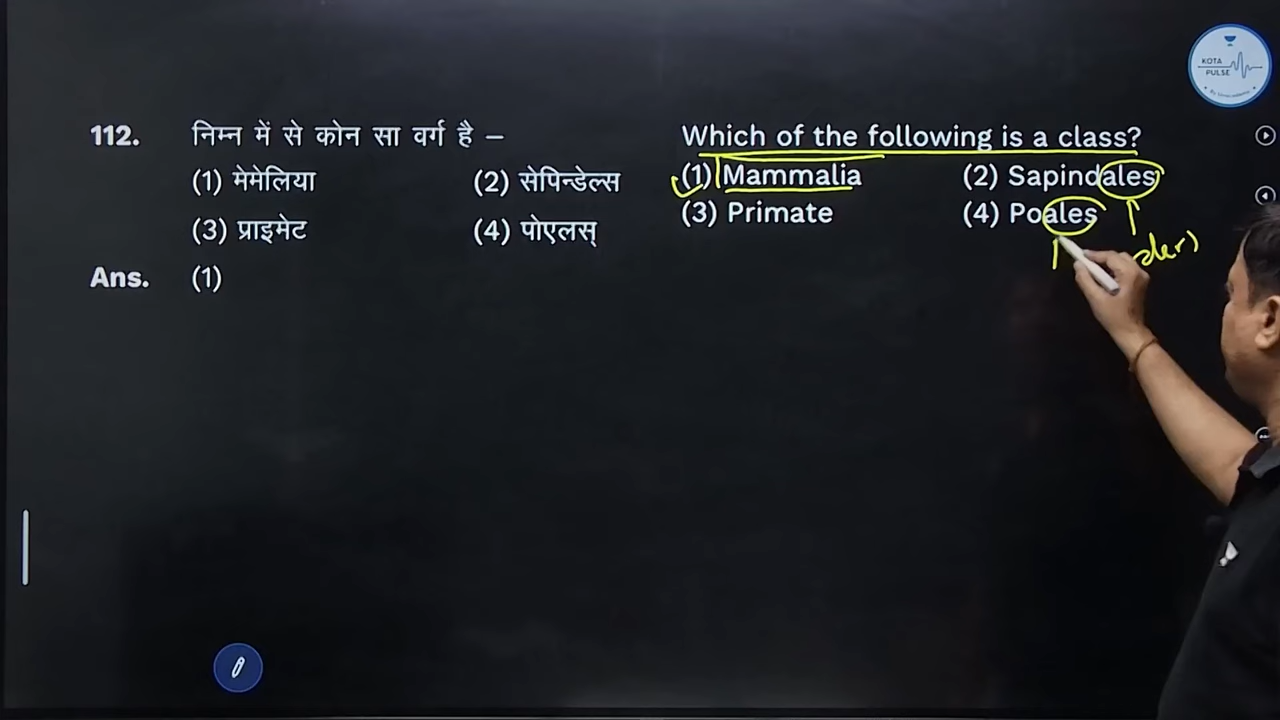 KOTA
PULSE
112. निम्न में से कोन सा वर्ग है –
(1) मेमेलिया (2) सेपिन्डेल्स
(3) प्राइमेट (4) पोएलस्
Ans. (1)
Which of the following is a class?
(1) Mammalia (2) Sapindales
(3) Primate (4) Poales